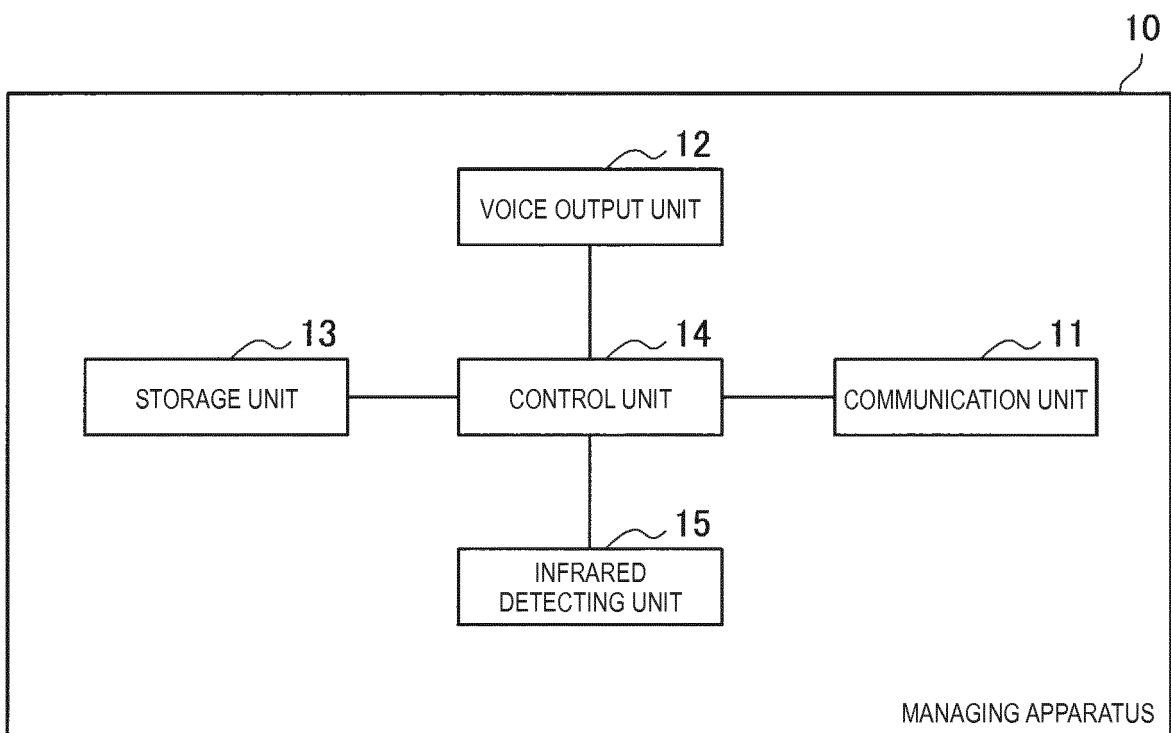 10
12
VOICE OUTPUT UNIT
13
STORAGE UNIT
14
CONTROL UNIT
11
COMMUNICATION UNIT
15
INFRARED
DETECTING UNIT
MANAGING APPARATUS